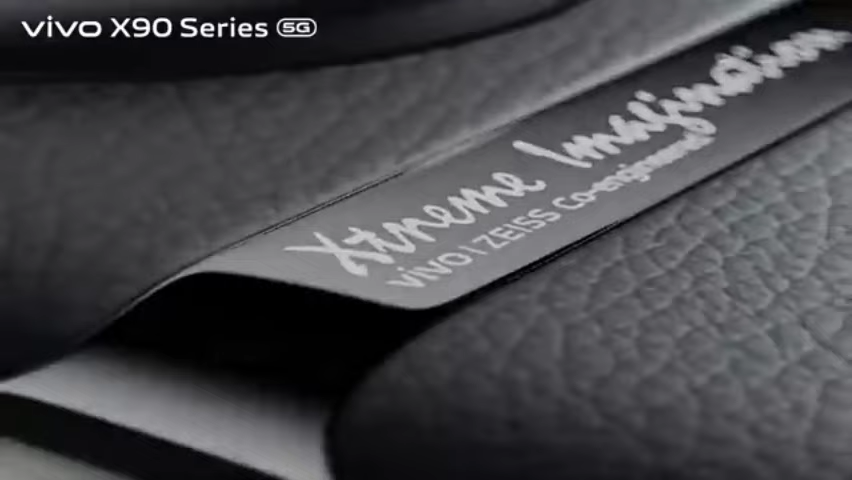 vivo X90 Series 5G
Xtreme Imagination
vivo | ZEISS Co-engineered